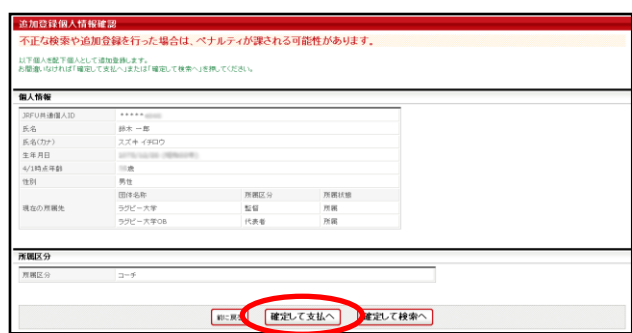 追加登録個人情報確認
不正な検索や追加登録を行った場合は、ペナルティが課される可能性があります。
以下個人を配下個人として追加登録します。
お間違いなければ「確定して支払へ」または「確定して検索へ」を押してください。
個人情報
JRFU共通個人ID *****
氏名 鈴木 一郎
氏名(カナ) スズキ イチロウ
生年月日
4/1時点年齢 歳
性別 男性
現在の所属先 団体名称 所属区分 所属状態
ラグビー大学 監督 所属
ラグビー大学OB 代表者 所属
所属区分
所属区分 コーチ
前に戻る 確定して支払へ 確定して検索へ